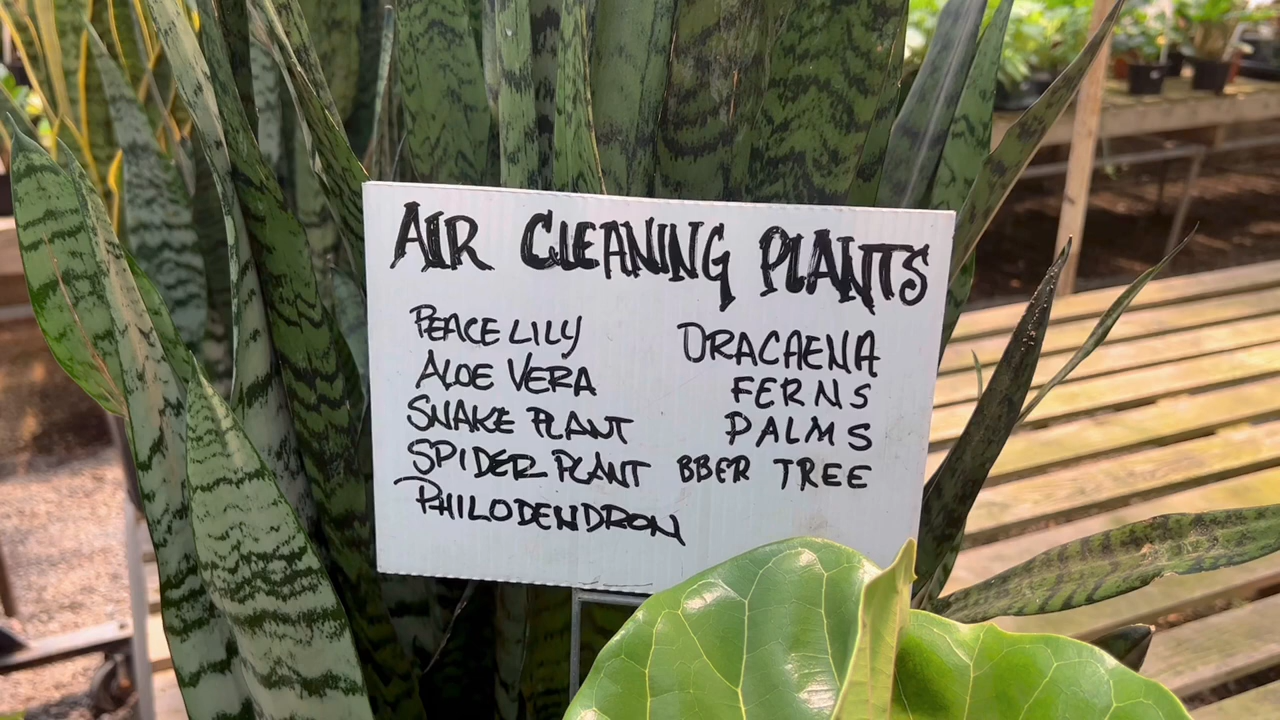 AIR CLEANING PLANTS
PEACE LILY
ALOE VERA
SNAKE PLANT
SPIDER PLANT
PHILODENDRON
DRACAENA
FERNS
PALMS
BBER TREE